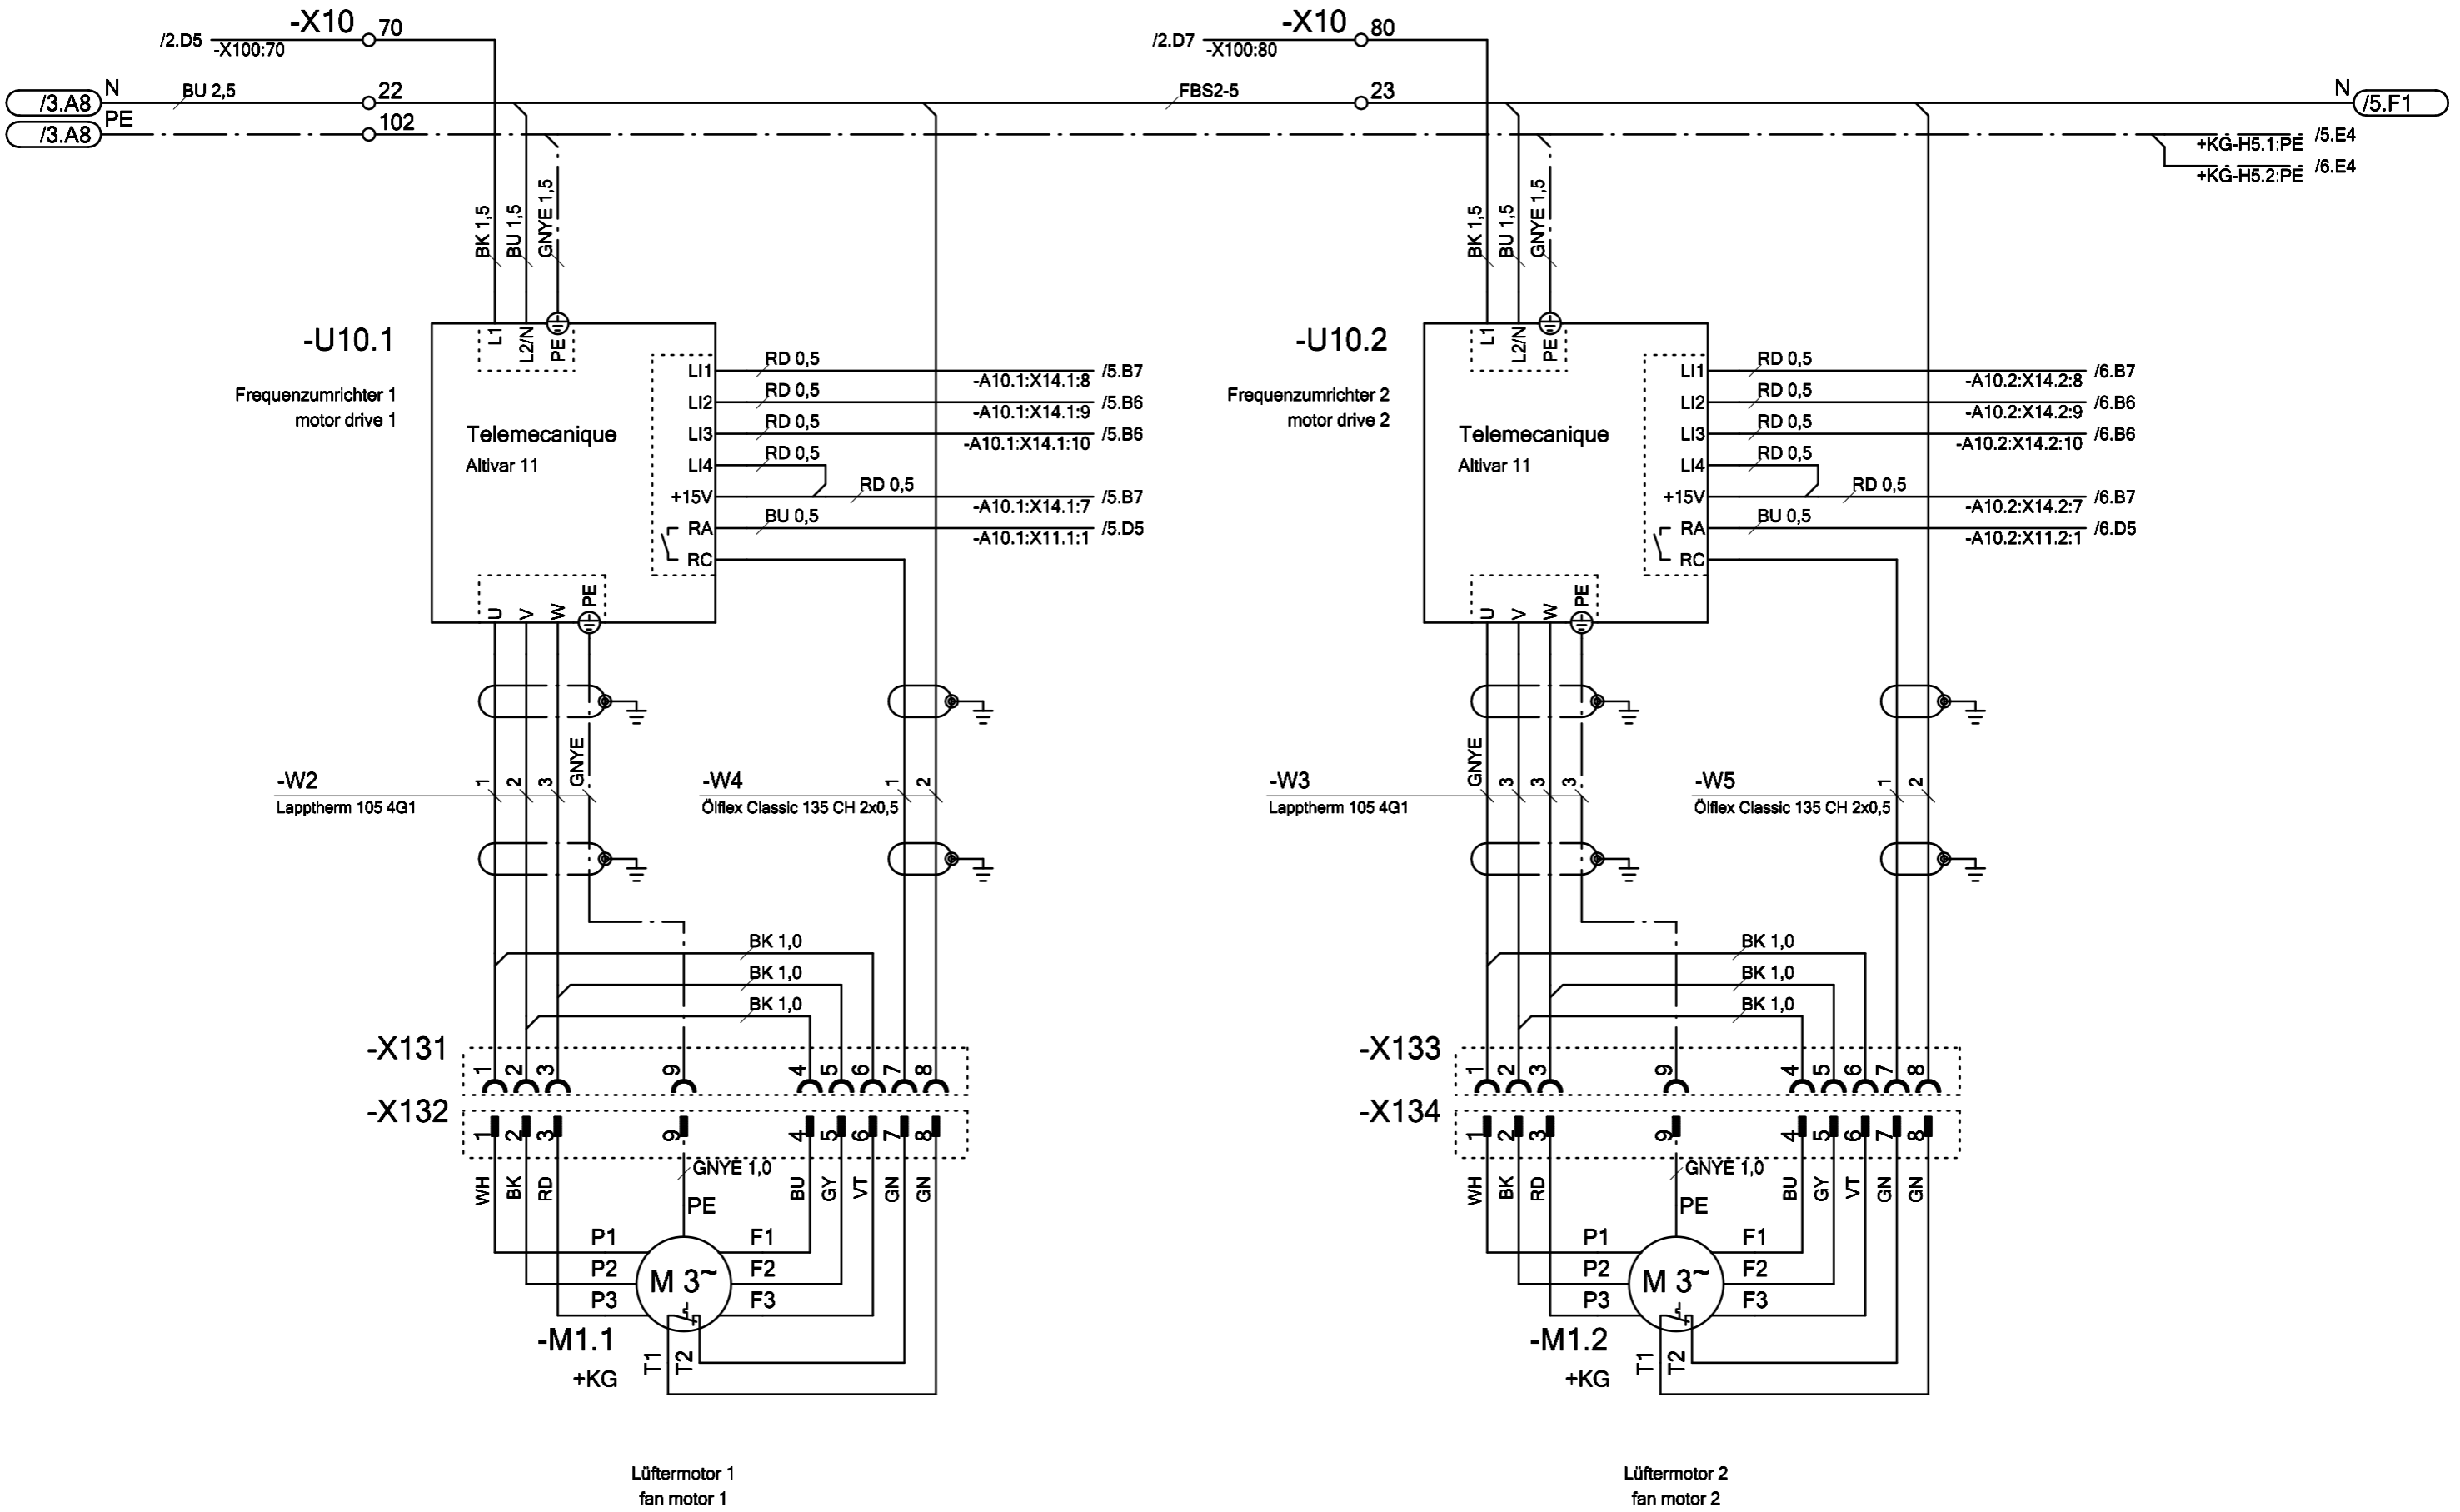 -X10 70
/2.D5 -X100:70
-X10 80
/2.D7 -X100:80
/3.A8 N BU 2,5 22 FBS2-5 23 N /5.F1
/3.A8 PE 102
+KG-H5.1:PE /5.E4
+KG-H5.2:PE /6.E4
BK 1,5
BU 1,5
GNYE 1,5
BK 1,5
BU 1,5
GNYE 1,5
-U10.1
Frequenzumrichter 1
motor drive 1
L1
L2/N
PE
Telemecanique
Altivar 11
LI1 RD 0,5 -A10.1:X14.1:8 /5.B7
LI2 RD 0,5 -A10.1:X14.1:9 /5.B6
LI3 RD 0,5 -A10.1:X14.1:10 /5.B6
LI4 RD 0,5
+15V RD 0,5 -A10.1:X14.1:7 /5.B7
RA BU 0,5 -A10.1:X11.1:1 /5.D5
RC
U
V
W
PE
-U10.2
Frequenzumrichter 2
motor drive 2
L1
L2/N
PE
Telemecanique
Altivar 11
LI1 RD 0,5 -A10.2:X14.2:8 /6.B7
LI2 RD 0,5 -A10.2:X14.2:9 /6.B6
LI3 RD 0,5 -A10.2:X14.2:10 /6.B6
LI4 RD 0,5
+15V RD 0,5 -A10.2:X14.2:7 /6.B7
RA BU 0,5 -A10.2:X11.2:1 /6.D5
RC
U
V
W
PE
-W2 1 2 3 GNYE
Lapptherm 105 4G1
-W4 1 2
Ölflex Classic 135 CH 2x0,5
-W3 GNYE 3 3 3
Lapptherm 105 4G1
-W5 1 2
Ölflex Classic 135 CH 2x0,5
BK 1,0
BK 1,0
BK 1,0
-X131 1 2 3 9 4 5 6 7 8
-X132 1 2 3 9 4 5 6 7 8
GNYE 1,0
WH BK RD PE BU GY VT GN GN
P1 F1
P2 M 3~ F2
P3 F3
-M1.1
+KG
T1 T2
Lüftermotor 1
fan motor 1
BK 1,0
BK 1,0
BK 1,0
-X133 1 2 3 9 4 5 6 7 8
-X134 1 2 3 9 4 5 6 7 8
GNYE 1,0
WH BK RD PE BU GY VT GN GN
P1 F1
P2 M 3~ F2
P3 F3
-M1.2
+KG
T1 T2
Lüftermotor 2
fan motor 2